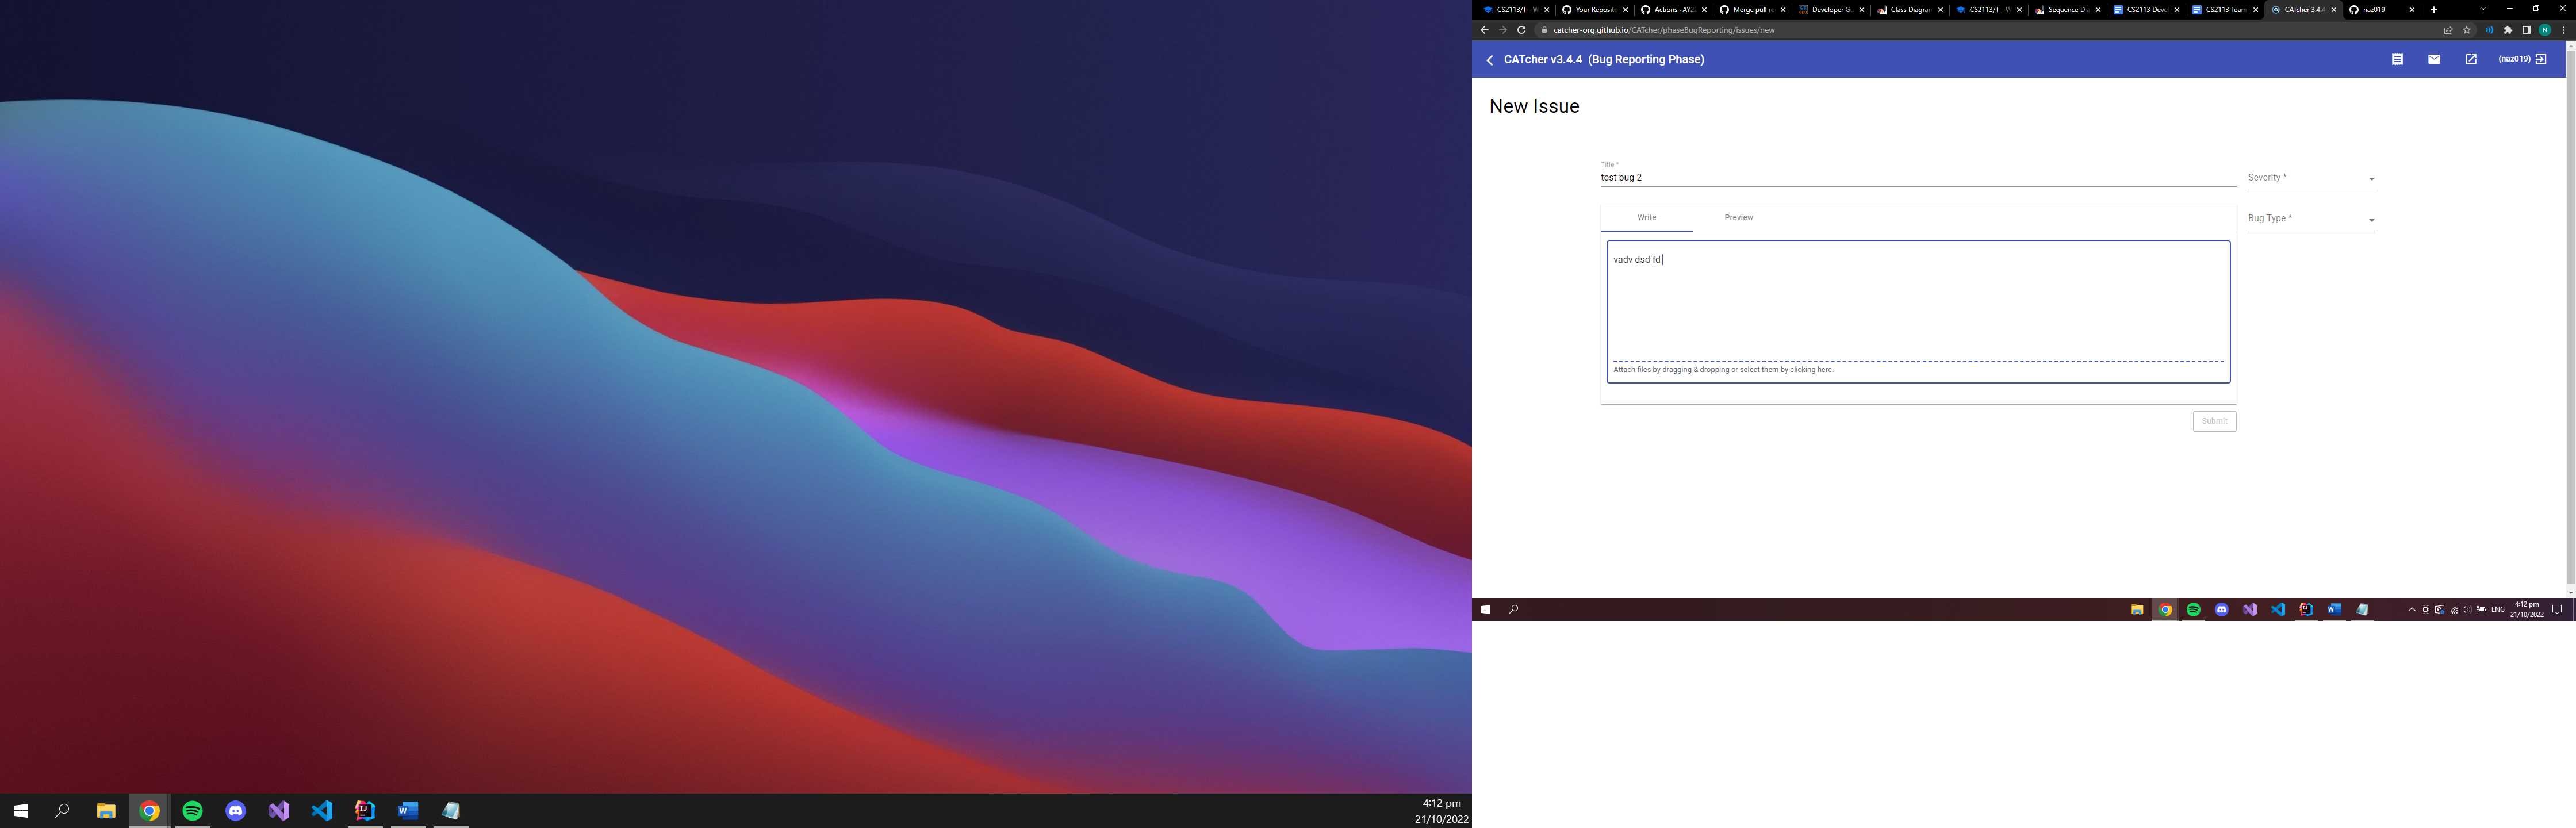 CS2113/T - W
Your Reposito
Actions - AY2
Merge pull re
Developer Gu
Class Diagram
CS2113/T - W
Sequence Dia
CS2113 Devel
CS2113 Team
CATcher 3.4.4
naz019
catcher-org.github.io/CATcher/phaseBugReporting/issues/new
N
CATcher v3.4.4 (Bug Reporting Phase)
(naz019)
New Issue
Title *
test bug 2
Severity *
Write
Preview
Bug Type *
vadv dsd fd
Attach files by dragging & dropping or select them by clicking here.
Submit
ENG
4:12 pm
21/10/2022
4:12 pm
21/10/2022